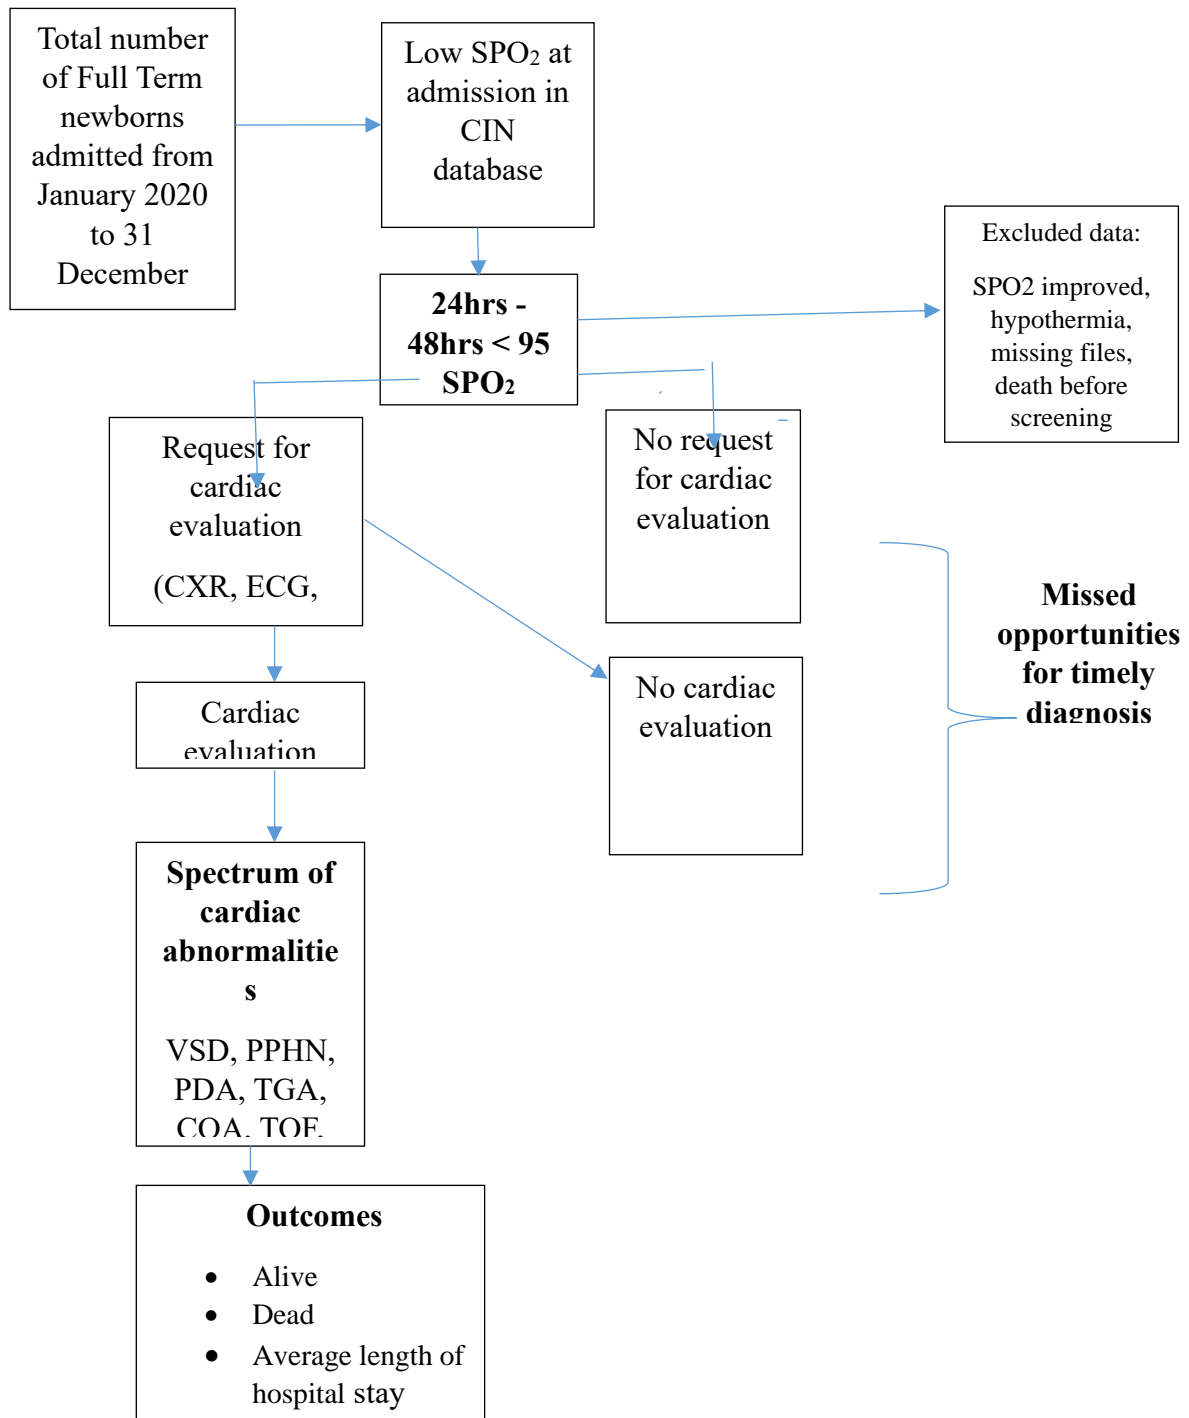 Total number
of Full Term
newborns
admitted from
January 2020
to 31
December
Low SPO₂ at
admission in
CIN
database
24hrs -
48hrs < 95
SPO₂
Excluded data:
SPO2 improved,
hypothermia,
missing files,
death before
screening
Request for
cardiac
evaluation
(CXR, ECG,
No request
for cardiac
evaluation
Missed
opportunities
for timely
diagnosis
No cardiac
evaluation
Cardiac
evaluation
Spectrum of
cardiac
abnormalitie
s
VSD, PPHN,
PDA, TGA,
COA, TOF,
Outcomes
• Alive
• Dead
• Average length of
hospital stay